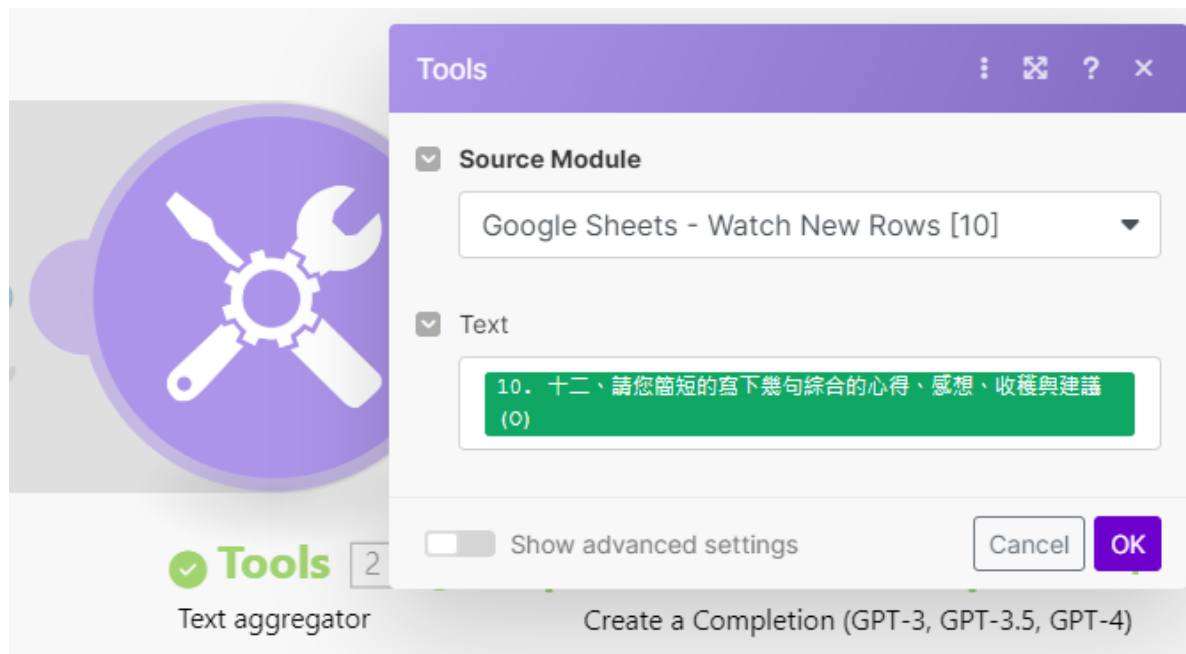 Tools
?
Source Module
Google Sheets - Watch New Rows [10]
Text
10. 十二、請您簡短的寫下幾句綜合的心得、感想、收穫與建議
(O)
Show advanced settings
Cancel
OK
Tools 2
Text aggregator
Create a Completion (GPT-3, GPT-3.5, GPT-4)